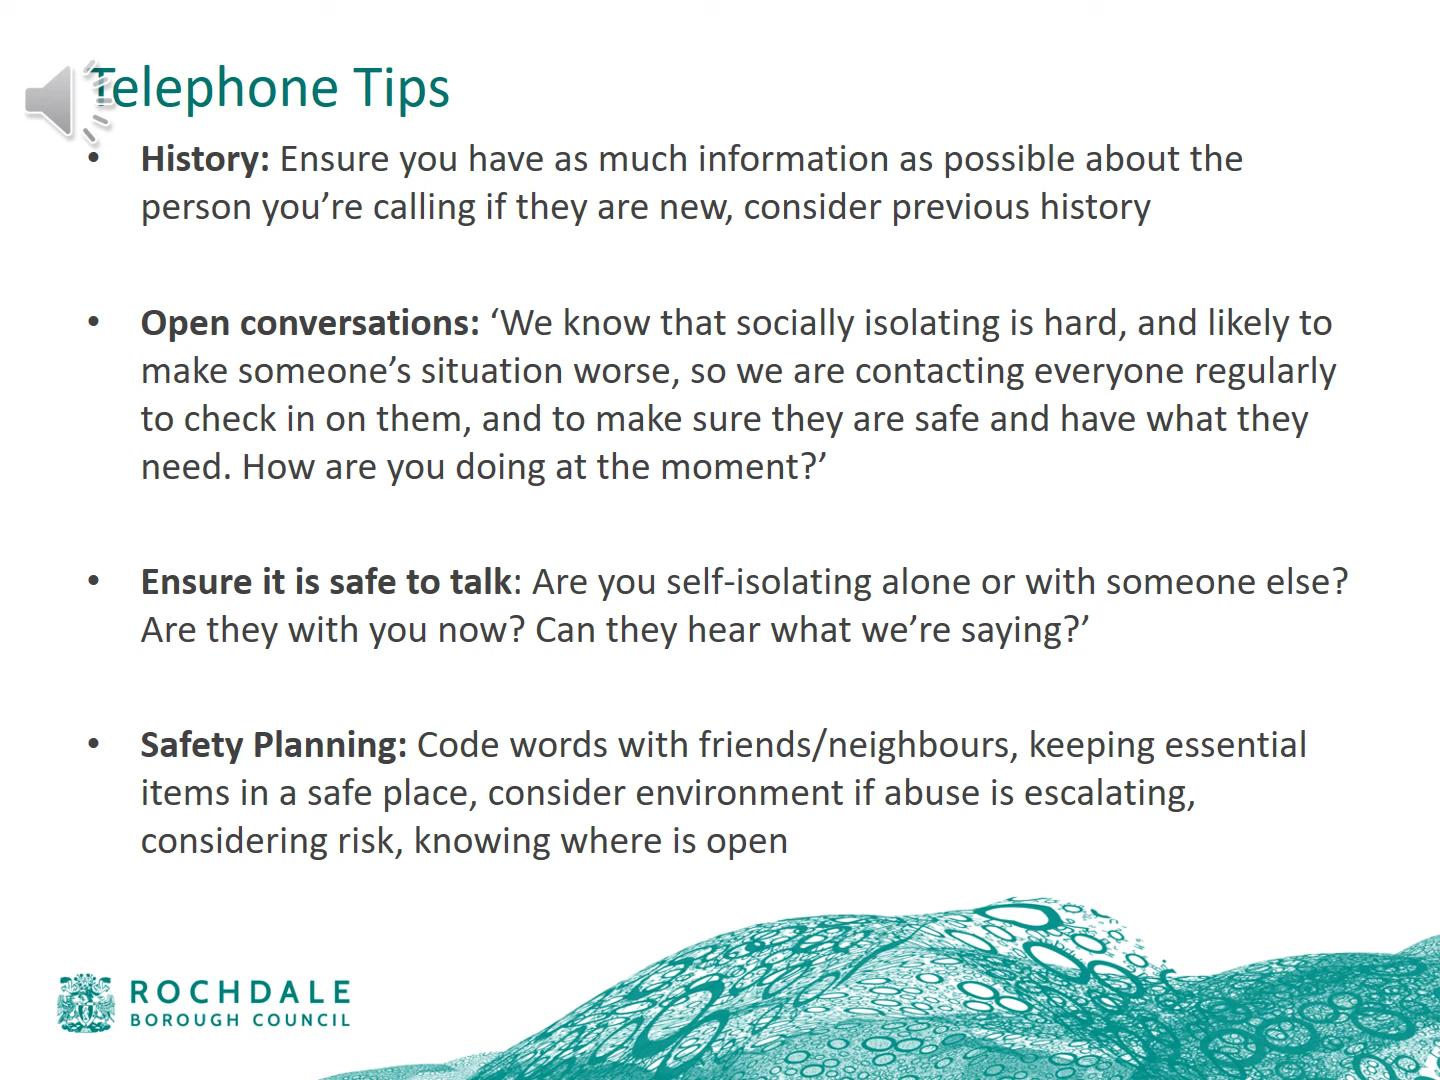 Telephone Tips
• History: Ensure you have as much information as possible about the
person you’re calling if they are new, consider previous history
• Open conversations: ‘We know that socially isolating is hard, and likely to
make someone’s situation worse, so we are contacting everyone regularly
to check in on them, and to make sure they are safe and have what they
need. How are you doing at the moment?’
• Ensure it is safe to talk: Are you self-isolating alone or with someone else?
Are they with you now? Can they hear what we’re saying?’
• Safety Planning: Code words with friends/neighbours, keeping essential
items in a safe place, consider environment if abuse is escalating,
considering risk, knowing where is open
ROCHDALE
BOROUGH COUNCIL